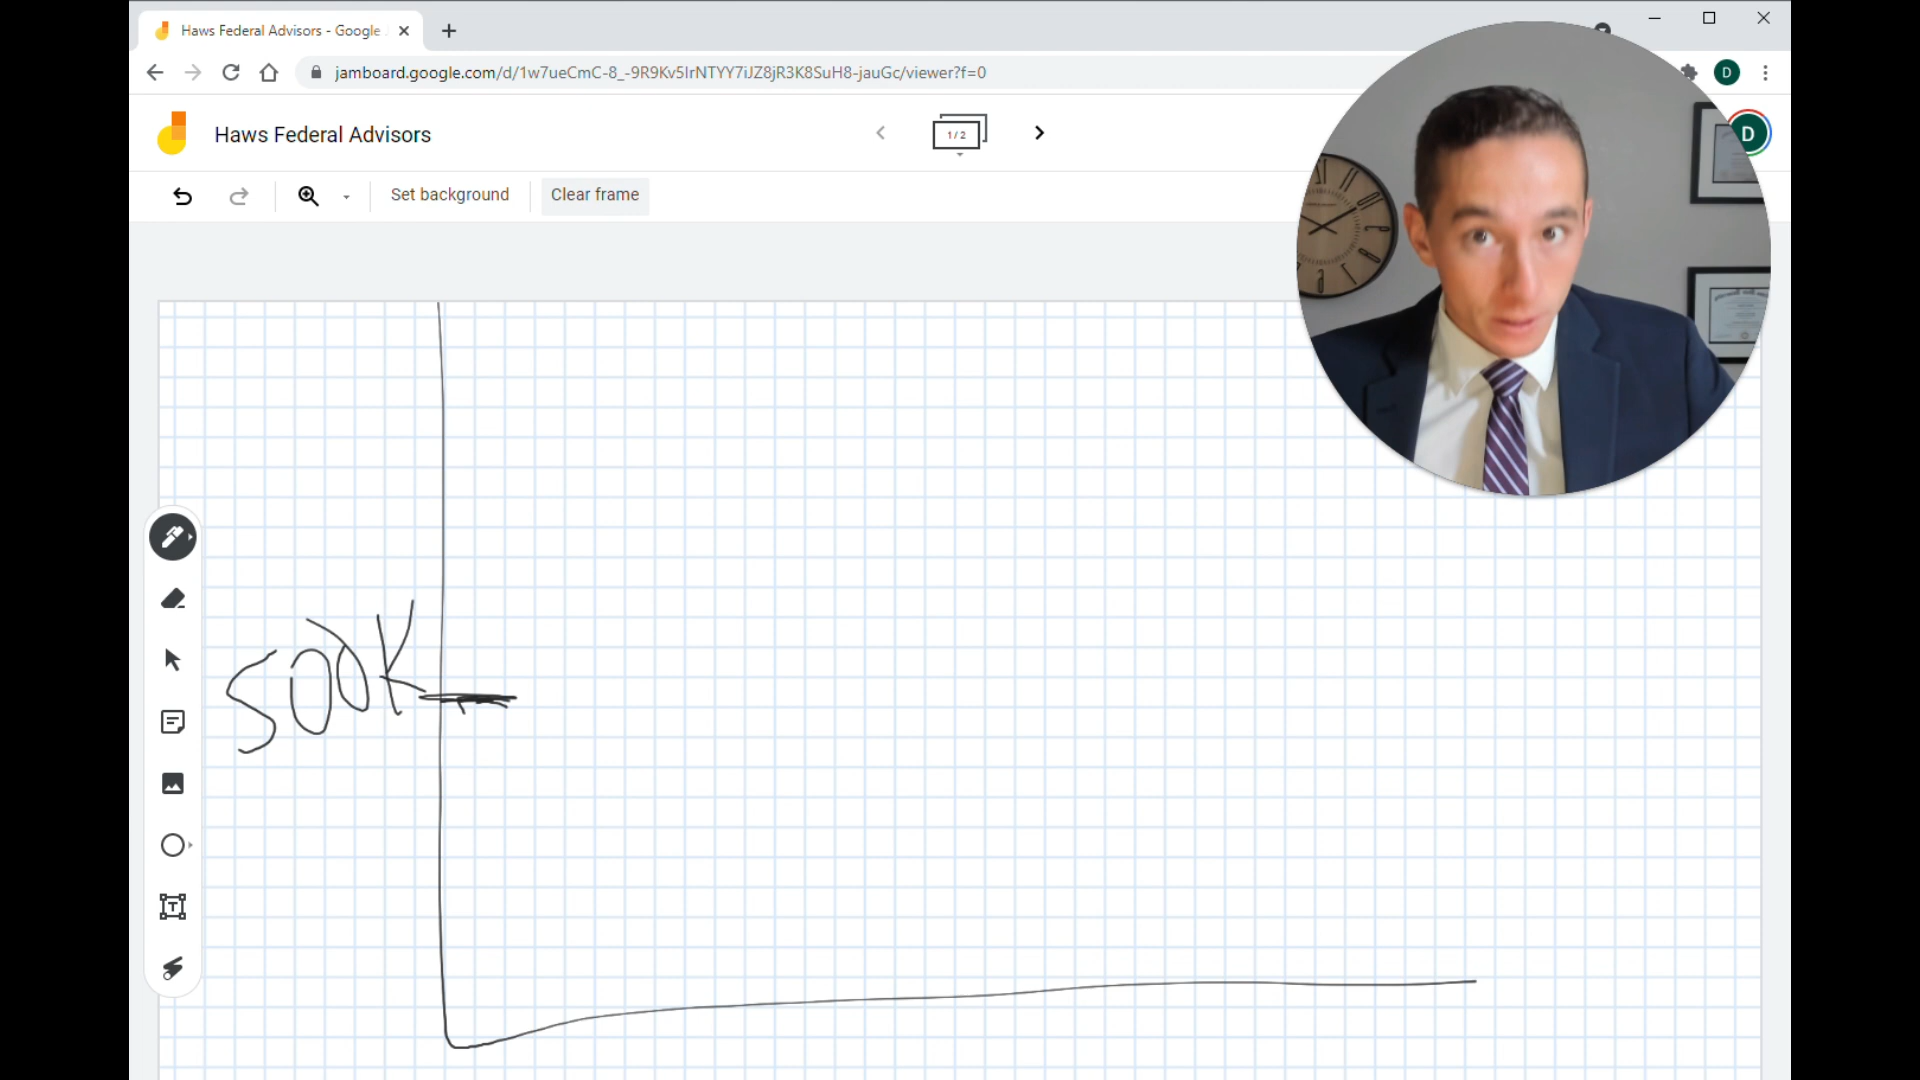 Haws Federal Advisors - Google
jamboard.google.com/d/1w7ueCmC-8_-9R9Kv5IrNTYY7iJZ8jR3K8SuH8-jauGc/viewer?f=0
D
Haws Federal Advisors
1 / 2
D
Set background
Clear frame
500K
T